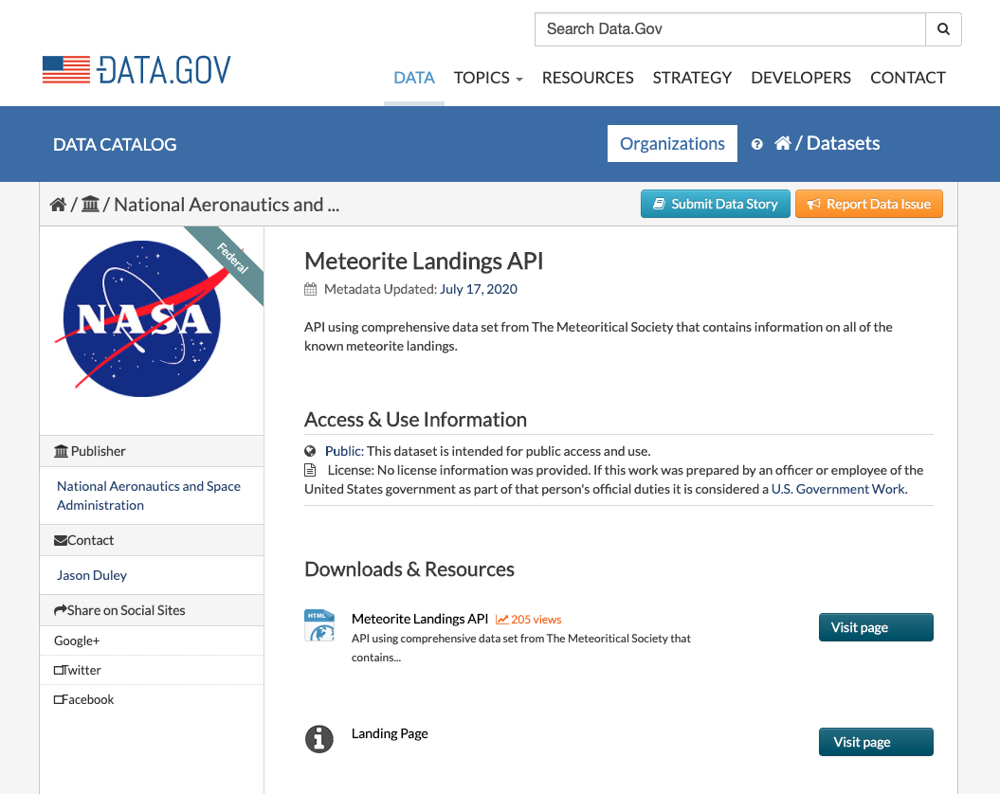 Search Data.Gov
DATA.GOV
DATA TOPICS RESOURCES STRATEGY DEVELOPERS CONTACT
DATA CATALOG
Organizations / Datasets
/ / National Aeronautics and ...
Submit Data Story Report Data Issue
Federal
NASA
Publisher
National Aeronautics and Space
Administration
Contact
Jason Duley
Share on Social Sites
Google+
Twitter
Facebook
Meteorite Landings API
Metadata Updated: July 17, 2020
API using comprehensive data set from The Meteoritical Society that contains information on all of the
known meteorite landings.
Access & Use Information
Public: This dataset is intended for public access and use.
License: No license information was provided. If this work was prepared by an officer or employee of the
United States government as part of that person's official duties it is considered a U.S. Government Work.
Downloads & Resources
HTML
Meteorite Landings API 205 views
API using comprehensive data set from The Meteoritical Society that
contains...
Visit page
Landing Page
Visit page